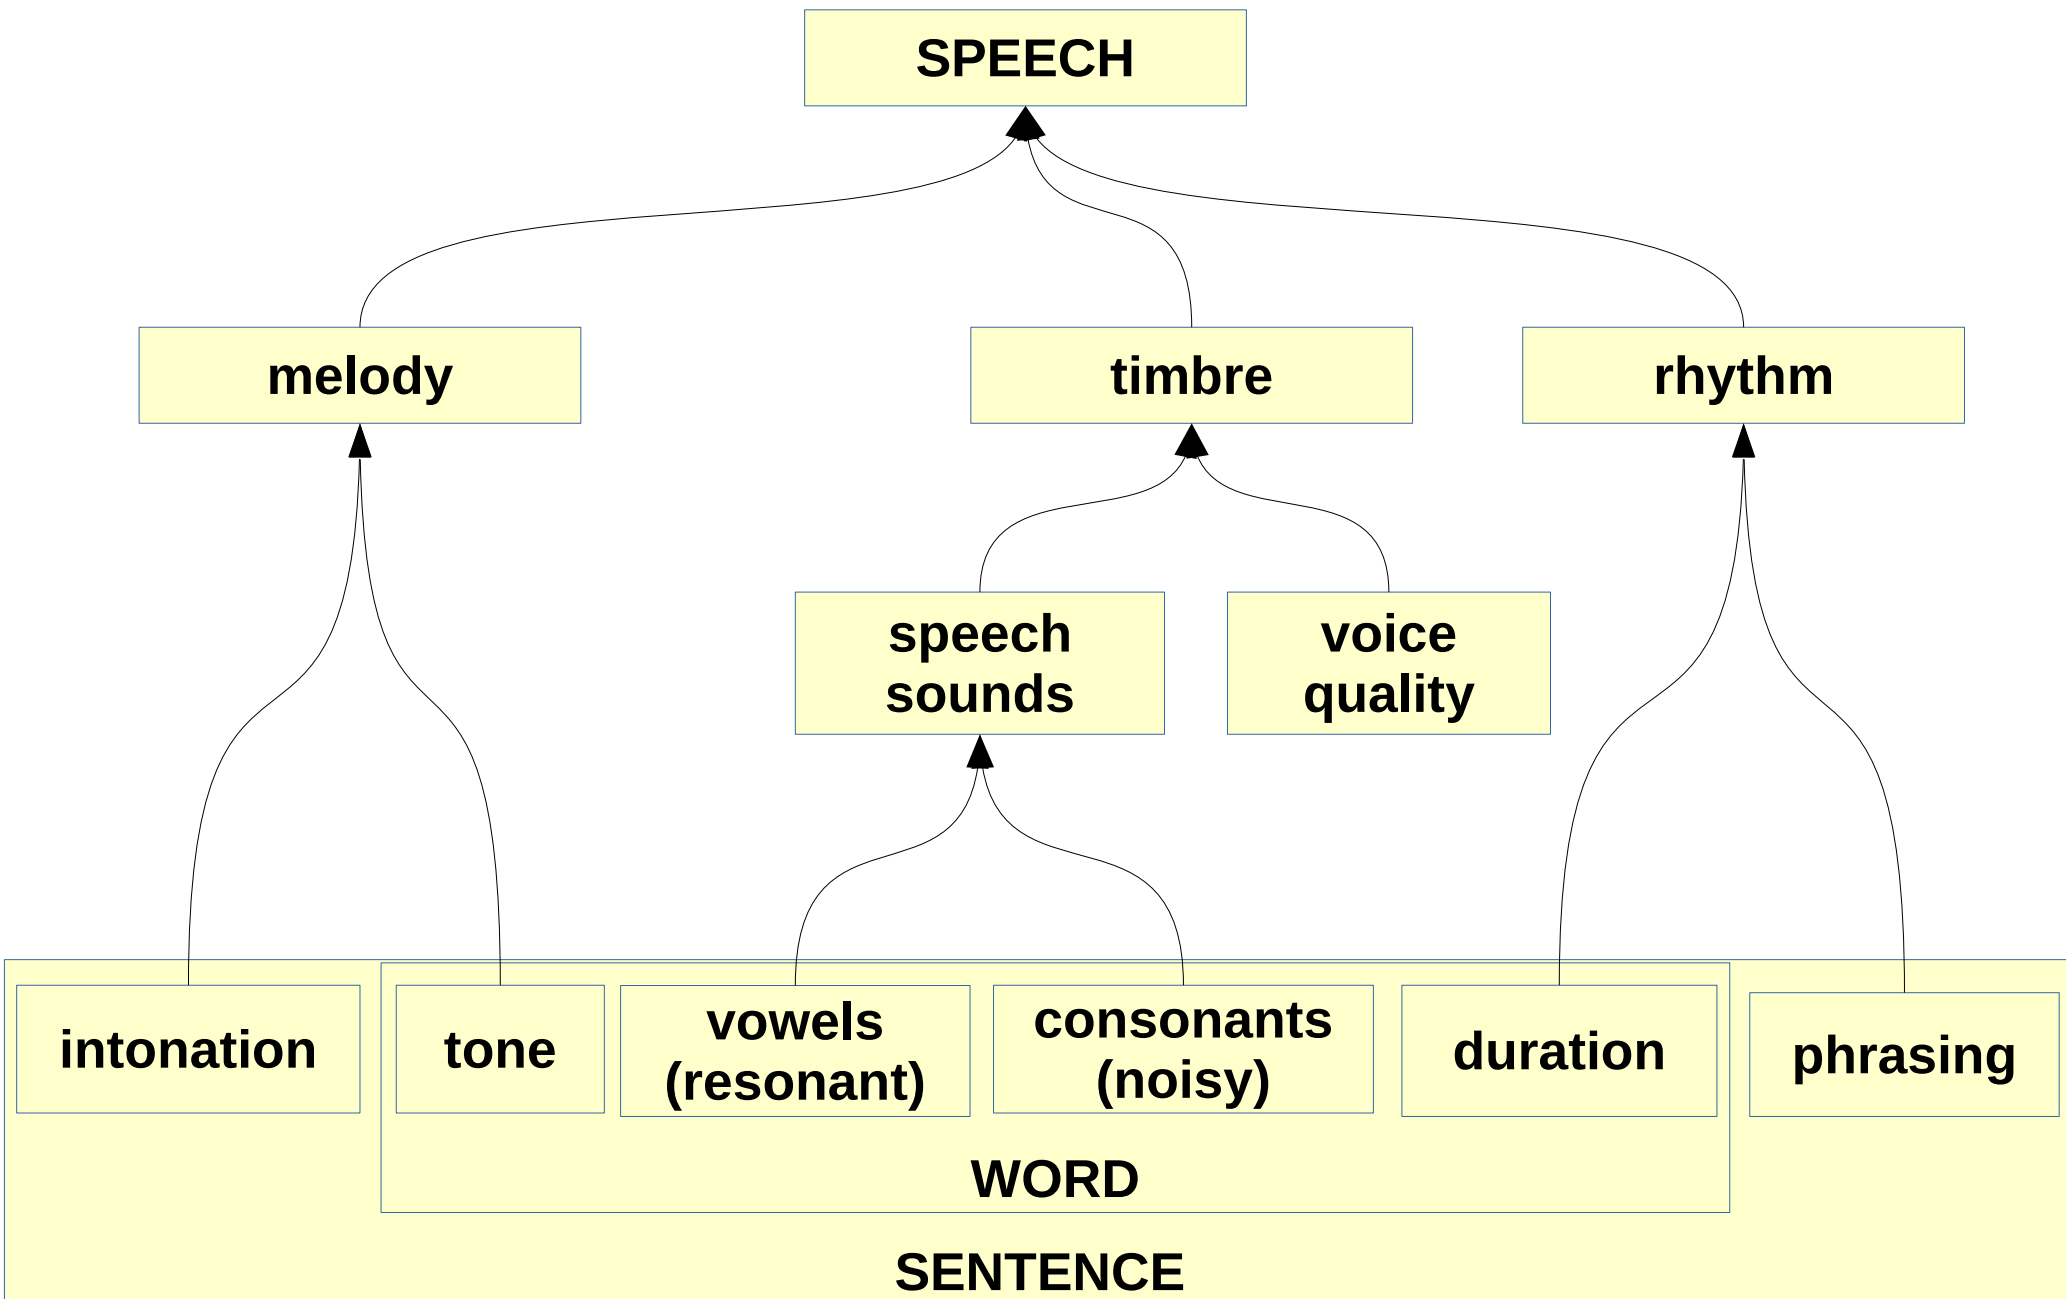 SPEECH
melody
timbre
rhythm
speech
sounds
voice
quality
intonation
tone
vowels
(resonant)
consonants
(noisy)
duration
phrasing
WORD
SENTENCE